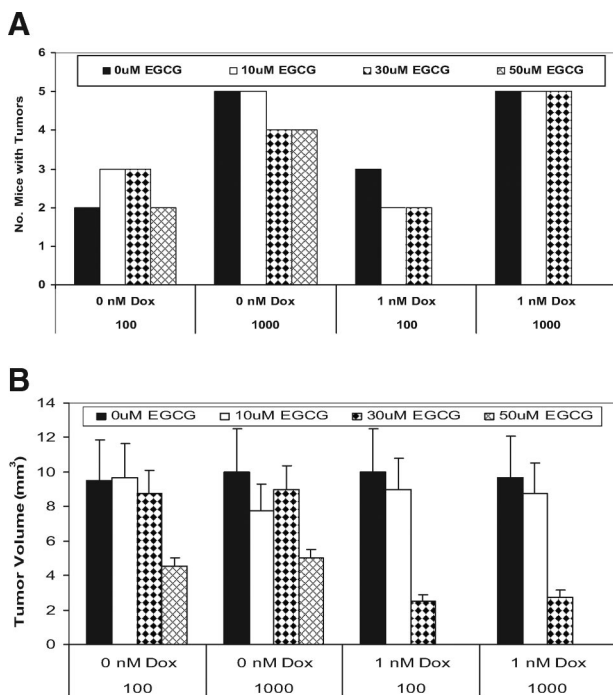 A
6
5
4
3
2
1
0
No. Mice with Tumors
0uM EGCG 10uM EGCG 30uM EGCG 50uM EGCG
0 nM Dox 0 nM Dox 1 nM Dox 1 nM Dox
100 1000 100 1000
B
14
12
10
8
6
4
2
0
Tumor Volume (mm³)
0uM EGCG 10uM EGCG 30uM EGCG 50uM EGCG
0 nM Dox 0 nM Dox 1 nM Dox 1 nM Dox
100 1000 100 1000